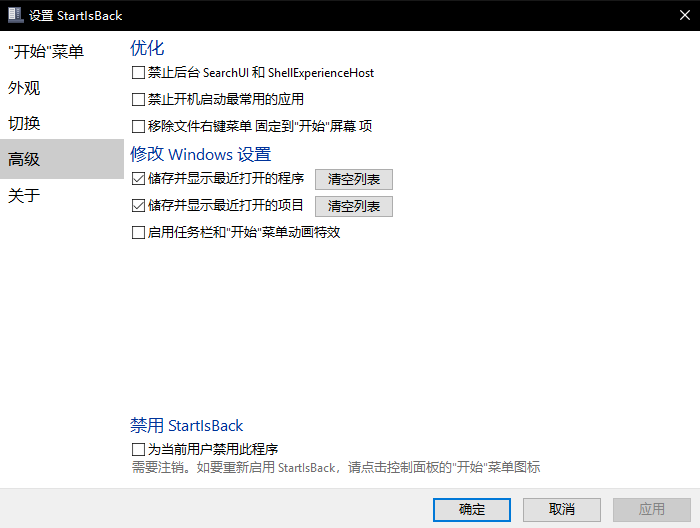 设置 StartIsBack
"开始"菜单
外观
切换
高级
关于
优化
禁止后台 SearchUI 和 ShellExperienceHost
禁止开机启动最常用的应用
移除文件右键菜单 固定到"开始"屏幕 项
修改 Windows 设置
储存并显示最近打开的程序 清空列表
储存并显示最近打开的项目 清空列表
启用任务栏和"开始"菜单动画特效
禁用 StartIsBack
为当前用户禁用此程序
需要注销。如要重新启用 StartIsBack，请点击控制面板的"开始"菜单图标
确定 取消 应用